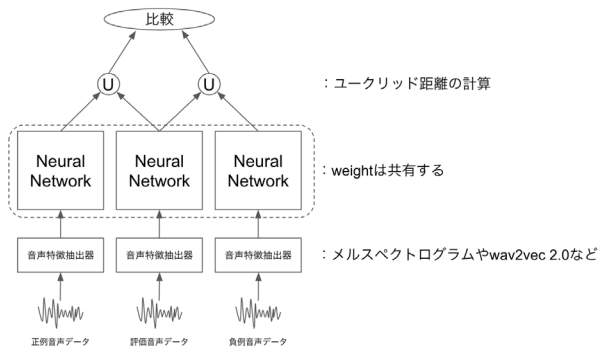 比較
U
U
：ユークリッド距離の計算
Neural
Network
Neural
Network
Neural
Network
：weightは共有する
音声特徴抽出器
音声特徴抽出器
音声特徴抽出器
：メルスペクトログラムやwav2vec 2.0など
正例音声データ
評価音声データ
負例音声データ